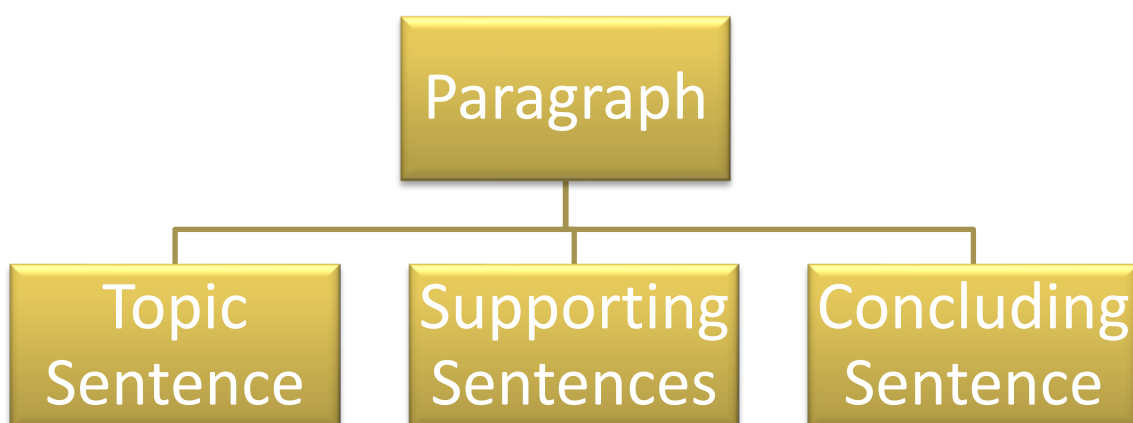 Paragraph
Topic
Sentence
Supporting
Sentences
Concluding
Sentence